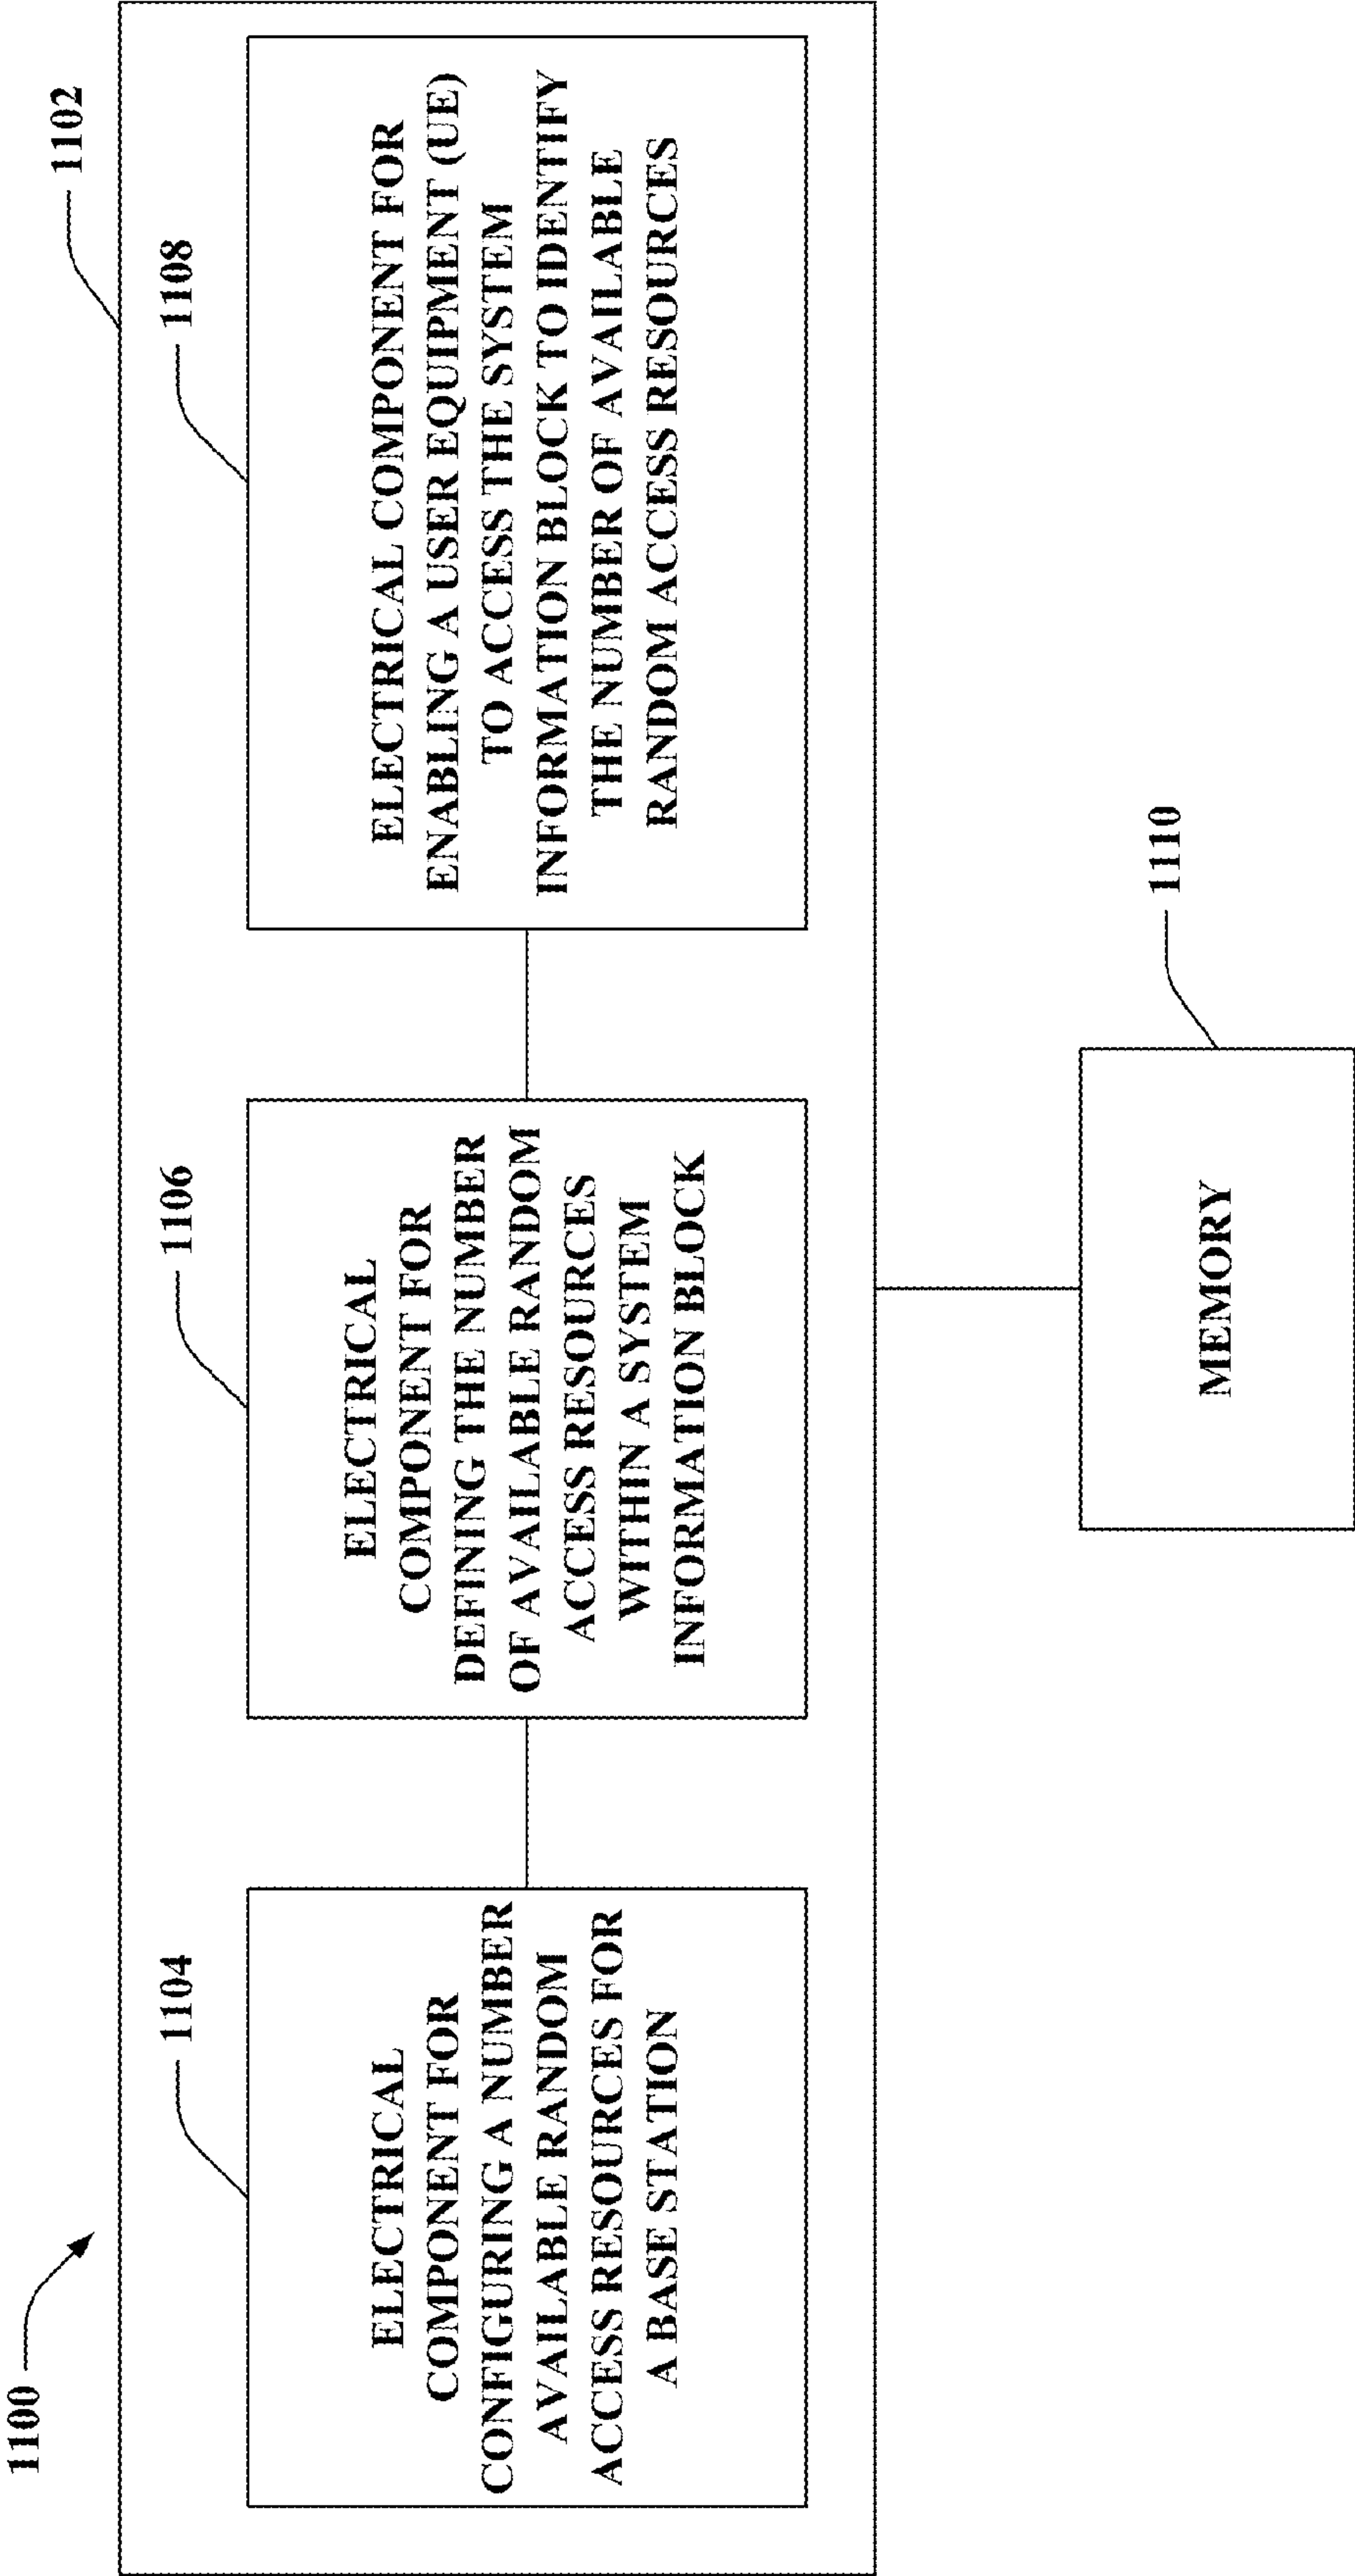 1100
1102
1104
ELECTRICAL
COMPONENT FOR
CONFIGURING A NUMBER
AVAILABLE RANDOM
ACCESS RESOURCES FOR
A BASE STATION
1106
ELECTRICAL
COMPONENT FOR
DEFINING THE NUMBER
OF AVAILABLE RANDOM
ACCESS RESOURCES
WITHIN A SYSTEM
INFORMATION BLOCK
1108
ELECTRICAL COMPONENT FOR
ENABLING A USER EQUIPMENT (UE)
TO ACCESS THE SYSTEM
INFORMATION BLOCK TO IDENTIFY
THE NUMBER OF AVAILABLE
RANDOM ACCESS RESOURCES
1110
MEMORY